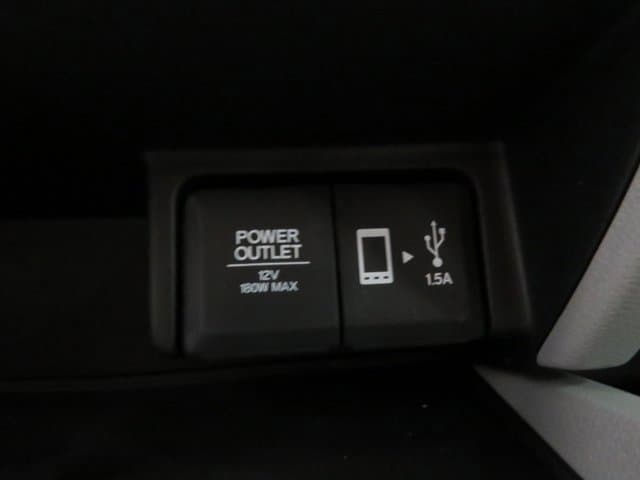 POWER
OUTLET
12V
180W MAX
1.5A